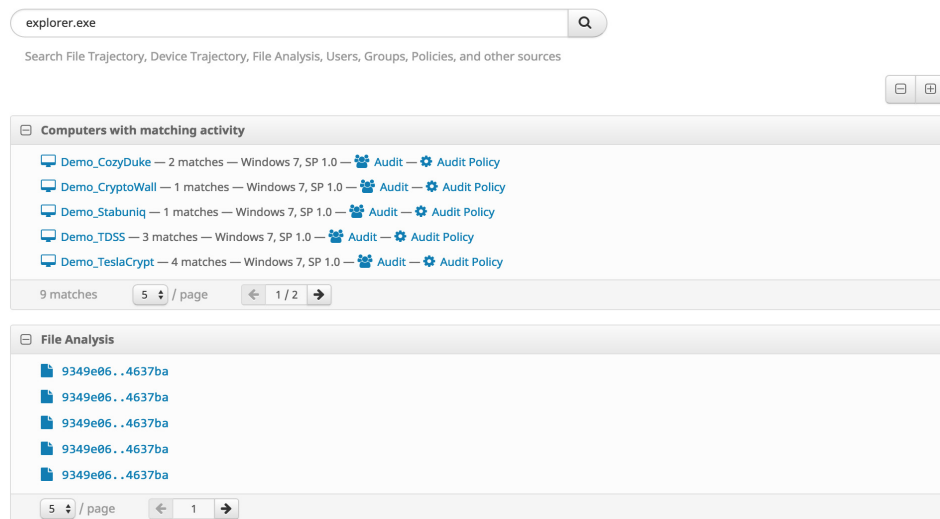 explorer.exe
Search File Trajectory, Device Trajectory, File Analysis, Users, Groups, Policies, and other sources
Computers with matching activity
Demo_CozyDuke — 2 matches — Windows 7, SP 1.0 — Audit — Audit Policy
Demo_CryptoWall — 1 matches — Windows 7, SP 1.0 — Audit — Audit Policy
Demo_Stabuniq — 1 matches — Windows 7, SP 1.0 — Audit — Audit Policy
Demo_TDSS — 3 matches — Windows 7, SP 1.0 — Audit — Audit Policy
Demo_TeslaCrypt — 4 matches — Windows 7, SP 1.0 — Audit — Audit Policy
9 matches 5 / page 1 / 2
File Analysis
9349e06..4637ba
9349e06..4637ba
9349e06..4637ba
9349e06..4637ba
9349e06..4637ba
5 / page 1